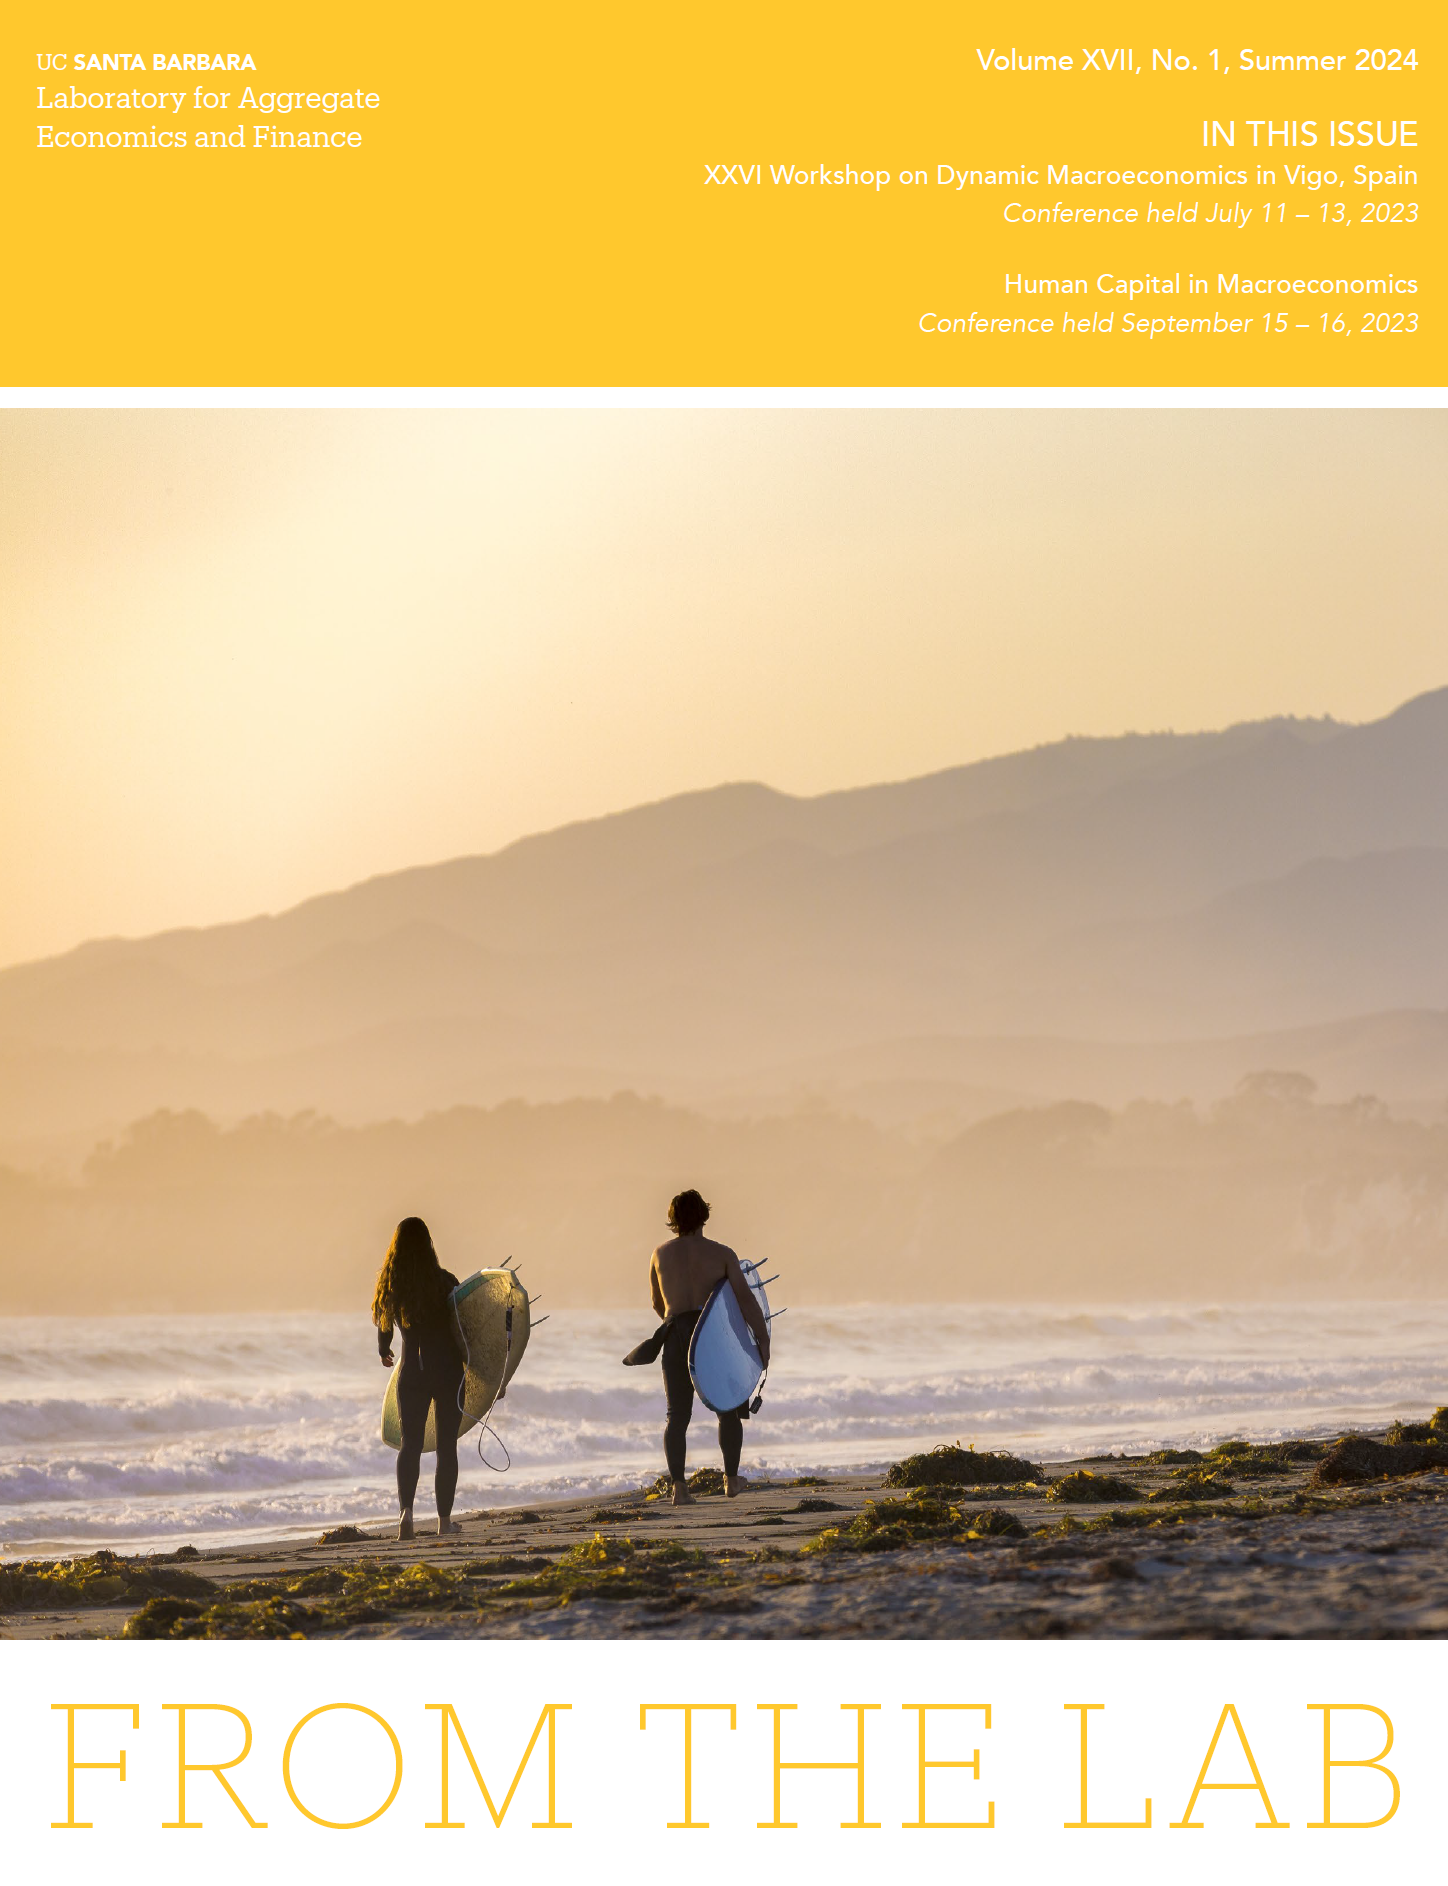 UC SANTA BARBARA
Laboratory for Aggregate
Economics and Finance
Volume XVII, No. 1, Summer 2024
IN THIS ISSUE
XXVI Workshop on Dynamic Macroeconomics in Vigo, Spain
Conference held July 11 – 13, 2023
Human Capital in Macroeconomics
Conference held September 15 – 16, 2023
FROM THE LAB